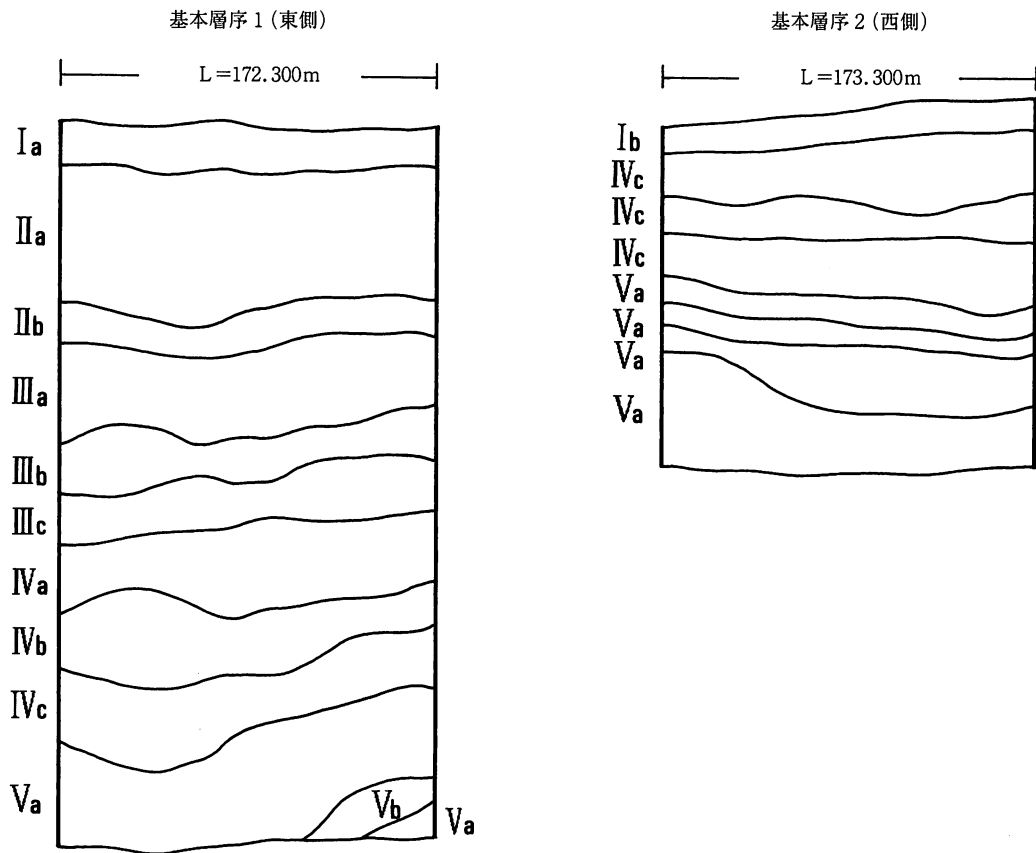 基本層序1(東側)
L=172.300m
Ⅰa
Ⅱa
Ⅱb
Ⅲa
Ⅲb
Ⅲc
Ⅳa
Ⅳb
Ⅳc
Ⅴa
Ⅴb
Ⅴa
基本層序2(西側)
L=173.300m
Ⅰb
Ⅳc
Ⅳc
Ⅳc
Ⅴa
Ⅴa
Ⅴa
Ⅴa